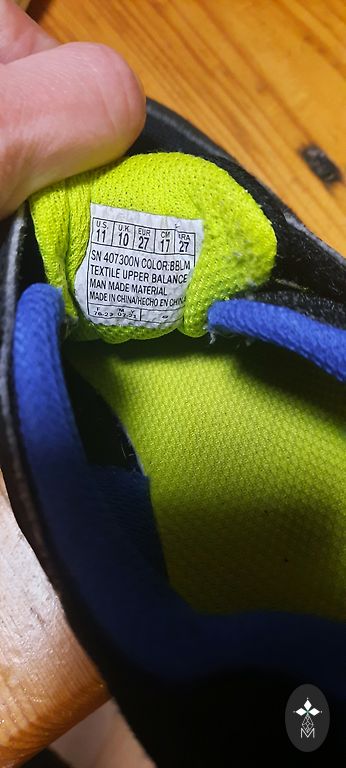 U.S. U.K. EUR CM BRA
11 10 27 17 27
SN 407300N COLOR:BBLM
TEXTILE UPPER BALANCE
MAN MADE MATERIAL
MADE IN CHINA/HECHO EN CHINA
M